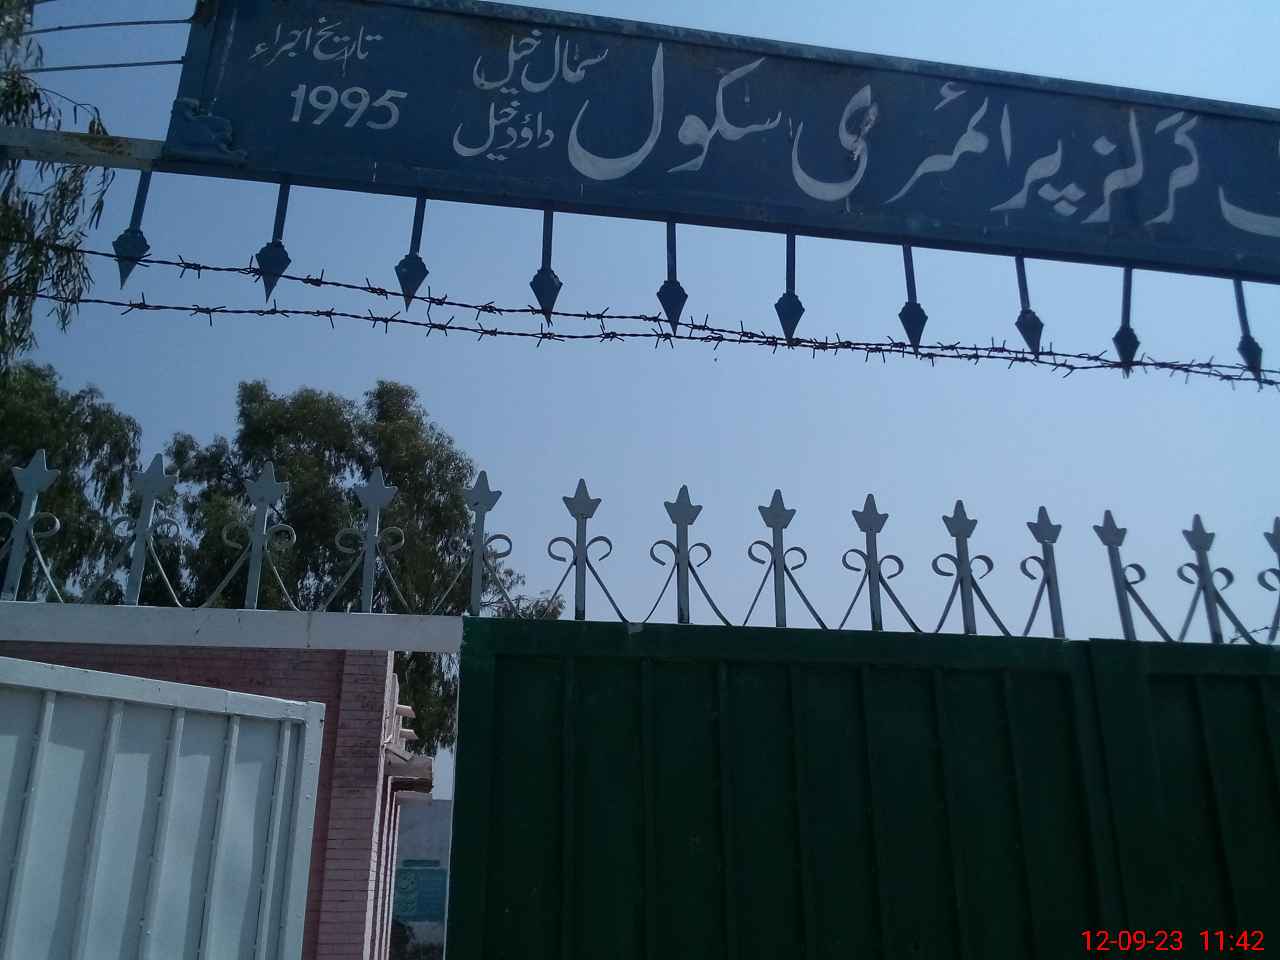 گرلز پرائمری سکول
سمال خیل
داؤد خیل
تاریخ اجراء
1995
12-09-23 11:42